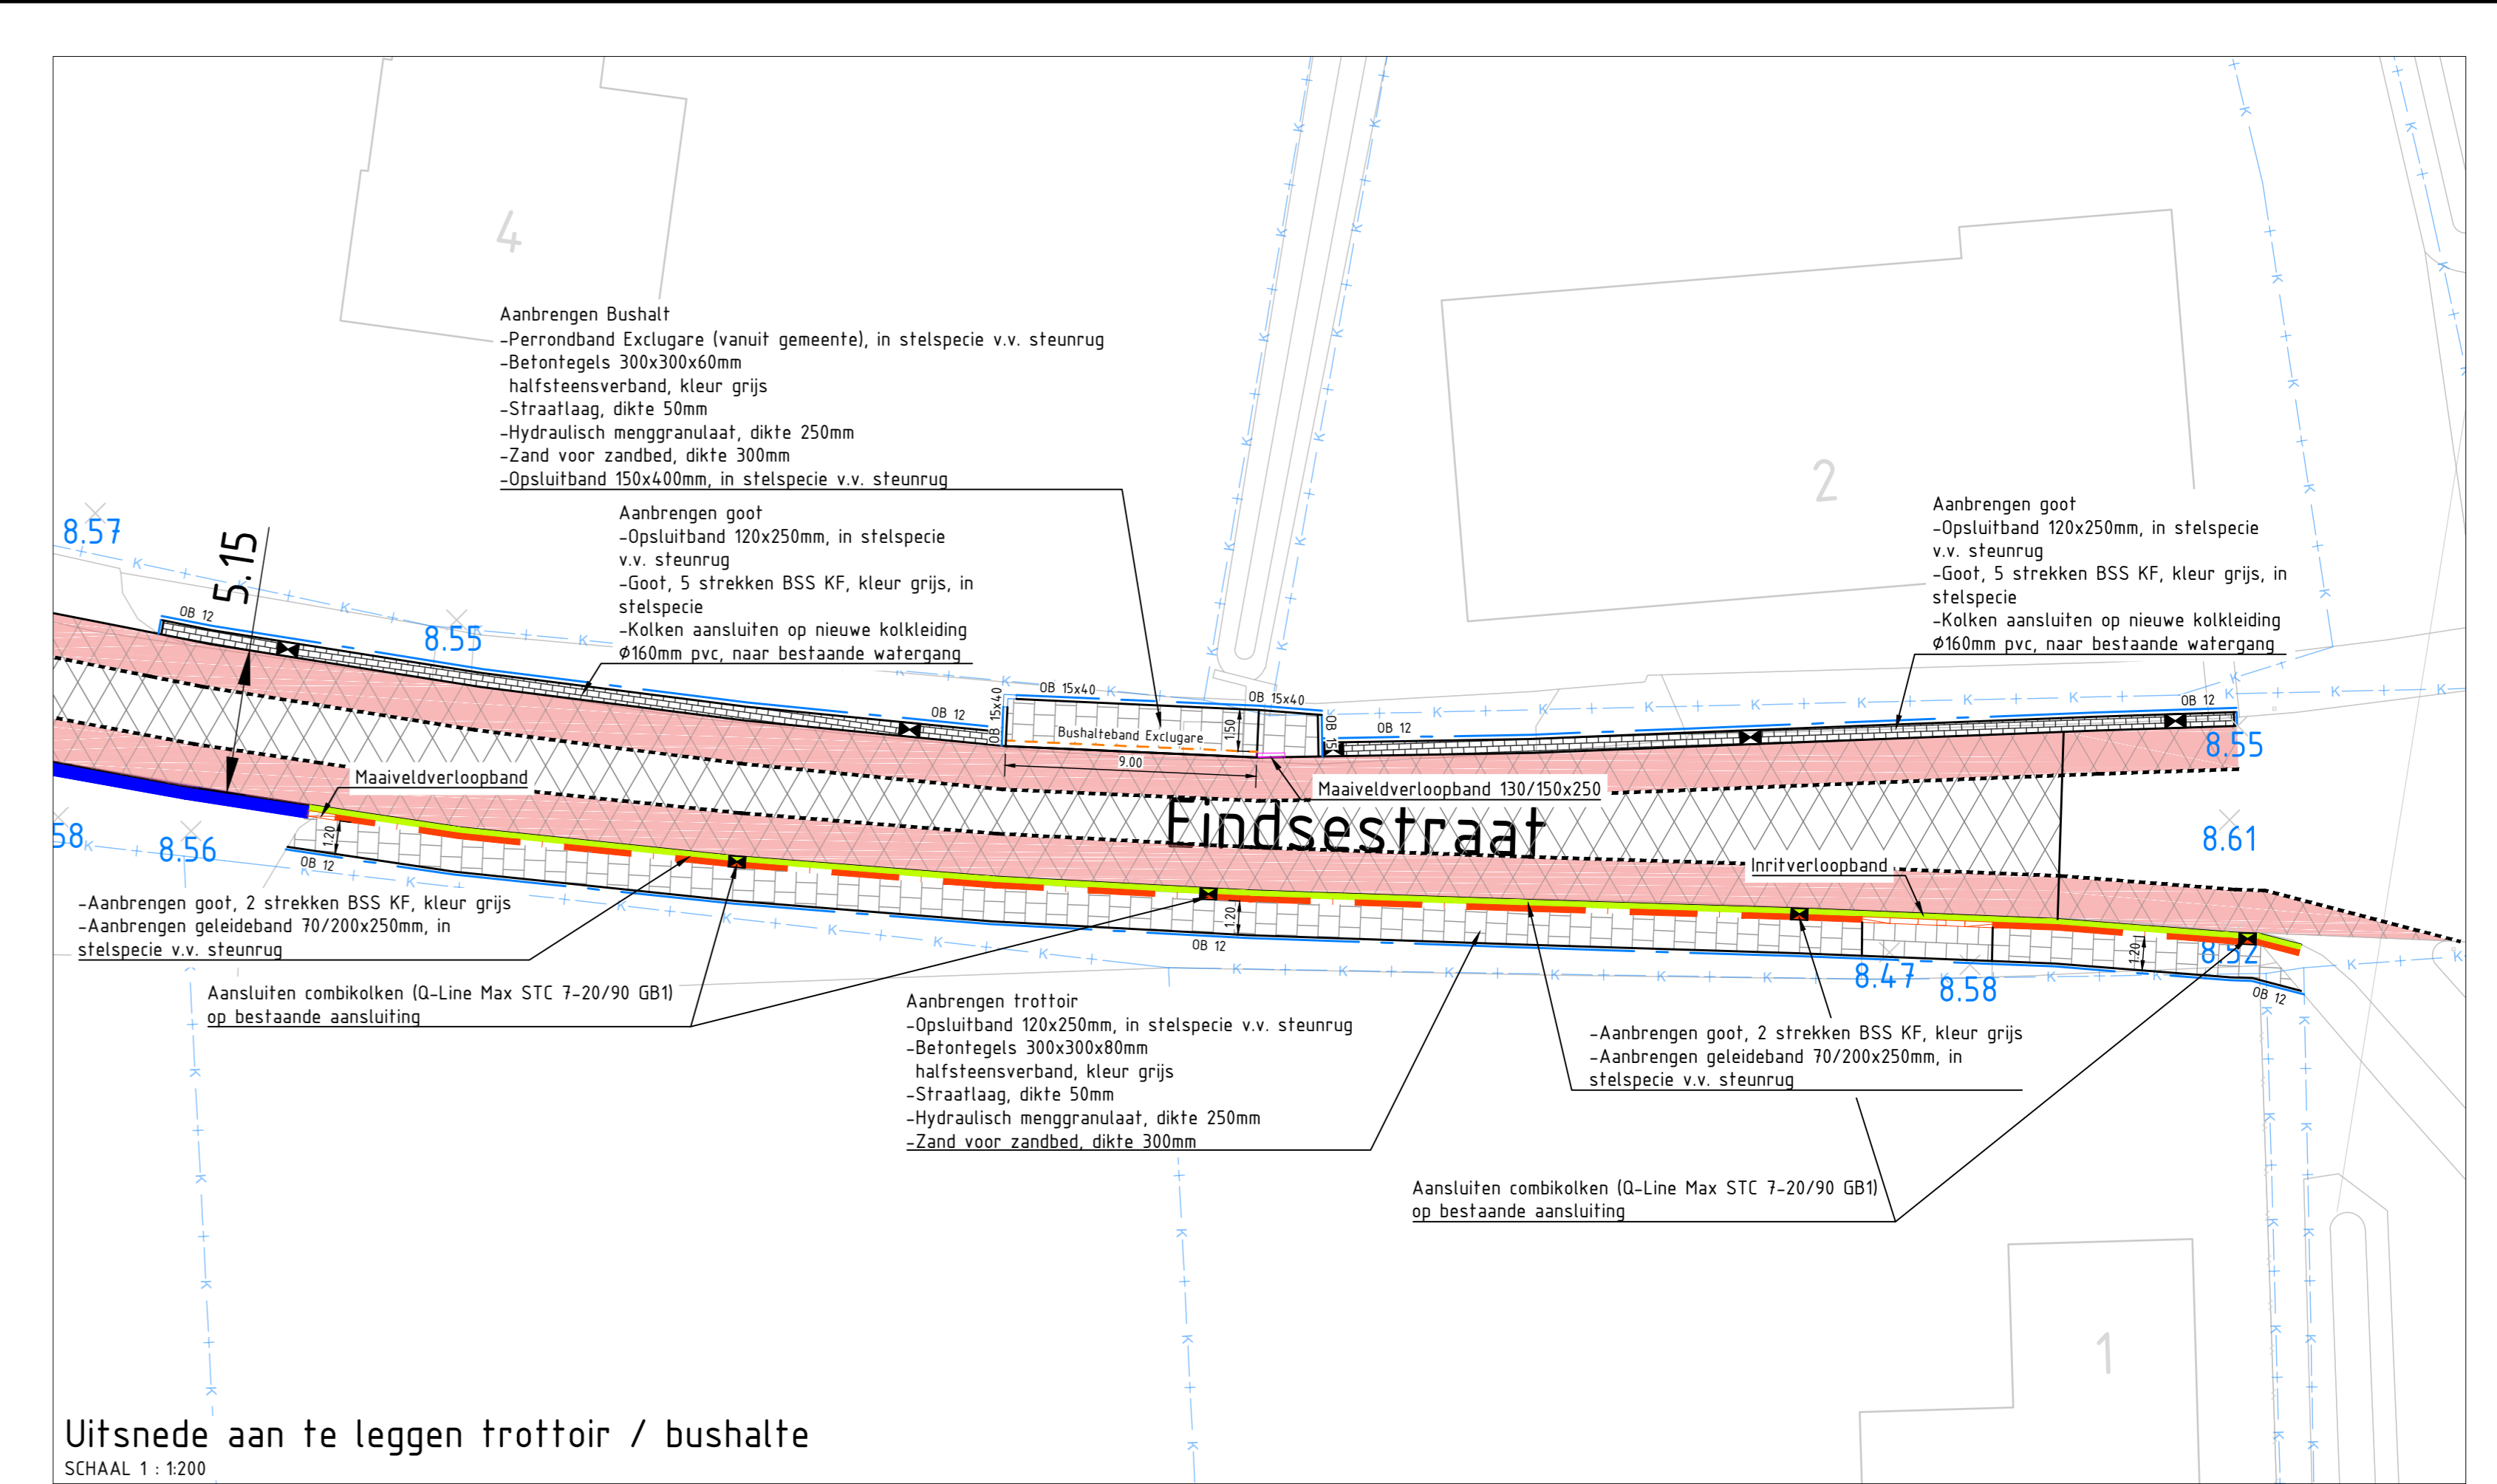 4
Aanbrengen Bushalt
-Perrondband Exclugare (vanuit gemeente), in stelspecie v.v. steunrug
-Betontegels 300x300x60mm
halfsteensverband, kleur grijs
-Straatlaag, dikte 50mm
-Hydraulisch menggranulaat, dikte 250mm
-Zand voor zandbed, dikte 300mm
-Opsluitband 150x400mm, in stelspecie v.v. steunrug
2
Aanbrengen goot
-Opsluitband 120x250mm, in stelspecie
v.v. steunrug
-Goot, 5 strekken BSS KF, kleur grijs, in
stelspecie
-Kolken aansluiten op nieuwe kolkleiding
Φ160mm pvc, naar bestaande watergang
Aanbrengen goot
-Opsluitband 120x250mm, in stelspecie
v.v. steunrug
-Goot, 5 strekken BSS KF, kleur grijs, in
stelspecie
-Kolken aansluiten op nieuwe kolkleiding
Φ160mm pvc, naar bestaande watergang
8.57
5.15
OB 12
8.55
OB 12
OB 15x40
OB 15x40
OB 15x40
1.50
Bushalteband Exclugare
9.00
OB 15
OB 12
OB 12
8.55
Maaiveldverloopband
Maaiveldverloopband 130/150x250
Eindsestraat
58
8.56
1.20
OB 12
8.61
Inritverloopband
1.20
OB 12
1.20
8.52
8.47
8.58
OB 12
-Aanbrengen goot, 2 strekken BSS KF, kleur grijs
-Aanbrengen geleideband 70/200x250mm, in
stelspecie v.v. steunrug
Aansluiten combikolken (Q-Line Max STC 7-20/90 GB1)
op bestaande aansluiting
Aanbrengen trottoir
-Opsluitband 120x250mm, in stelspecie v.v. steunrug
-Betontegels 300x300x80mm
halfsteensverband, kleur grijs
-Straatlaag, dikte 50mm
-Hydraulisch menggranulaat, dikte 250mm
-Zand voor zandbed, dikte 300mm
-Aanbrengen goot, 2 strekken BSS KF, kleur grijs
-Aanbrengen geleideband 70/200x250mm, in
stelspecie v.v. steunrug
Aansluiten combikolken (Q-Line Max STC 7-20/90 GB1)
op bestaande aansluiting
1
Uitsnede aan te leggen trottoir / bushalte
SCHAAL 1 : 1:200